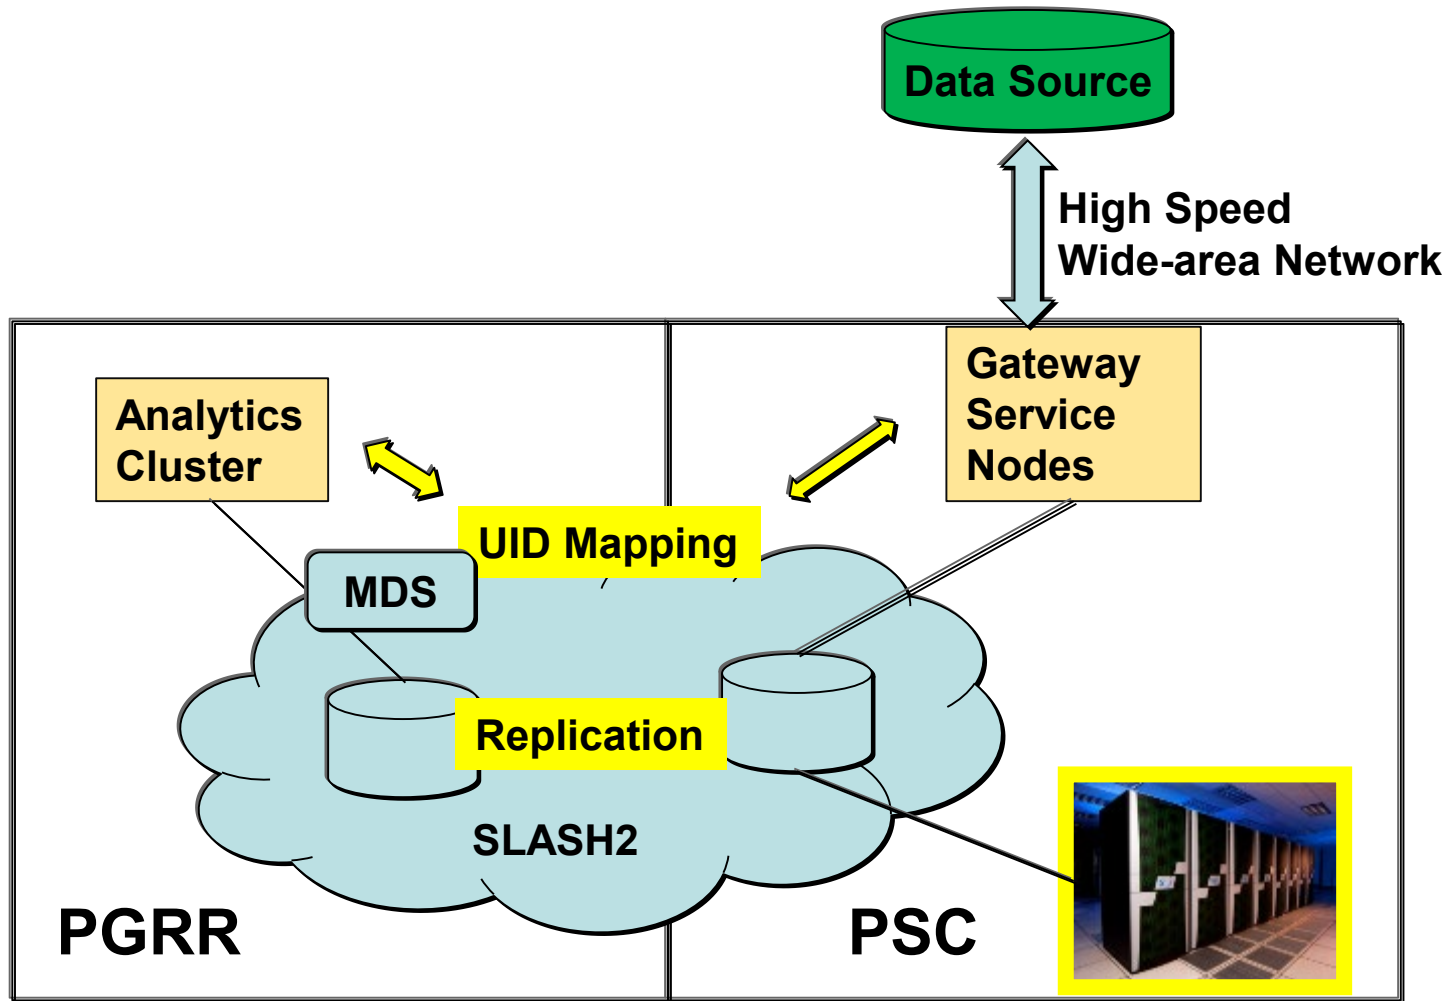 Data Source
High Speed
Wide-area Network
Gateway
Service
Nodes
Analytics
Cluster
UID Mapping
MDS
Replication
SLASH2
PGRR
PSC